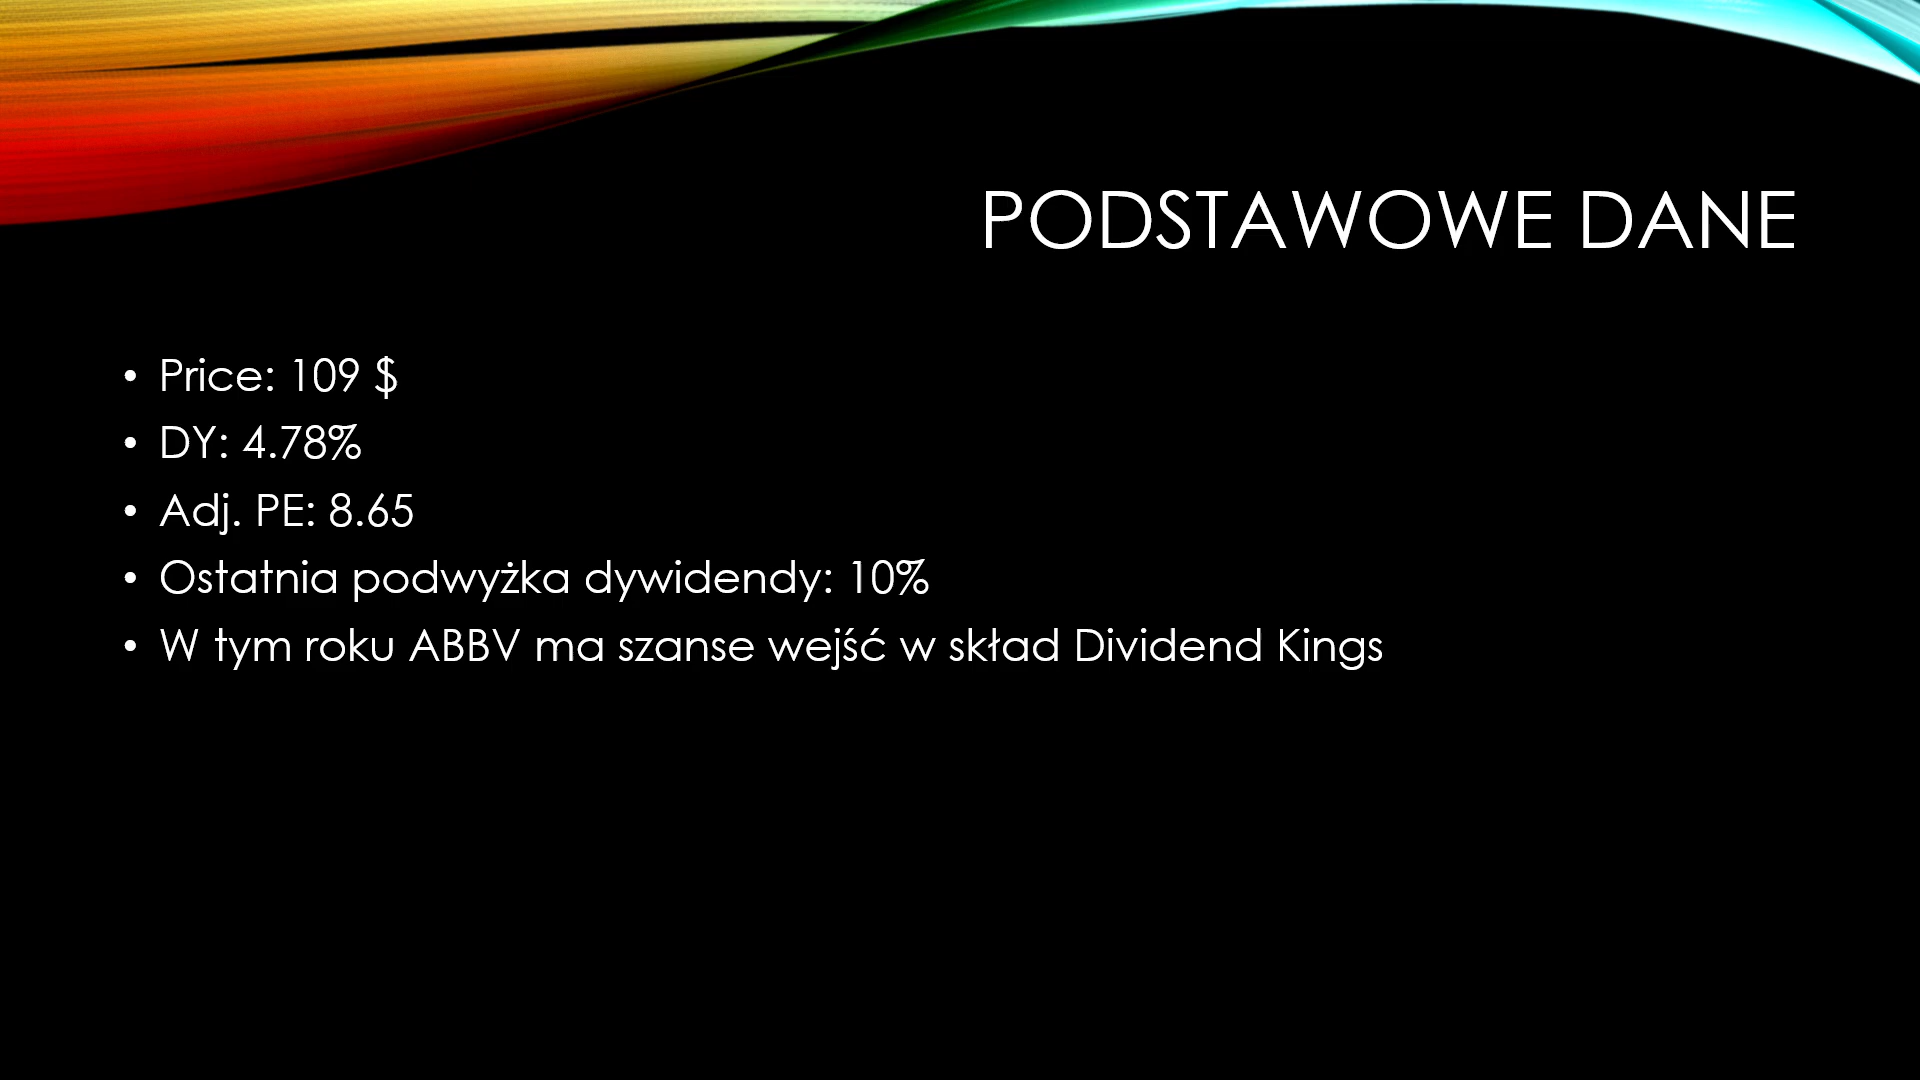 PODSTAWOWE DANE
• Price: 109 $
• DY: 4.78%
• Adj. PE: 8.65
• Ostatnia podwyżka dywidendy: 10%
• W tym roku ABBV ma szanse wejść w skład Dividend Kings